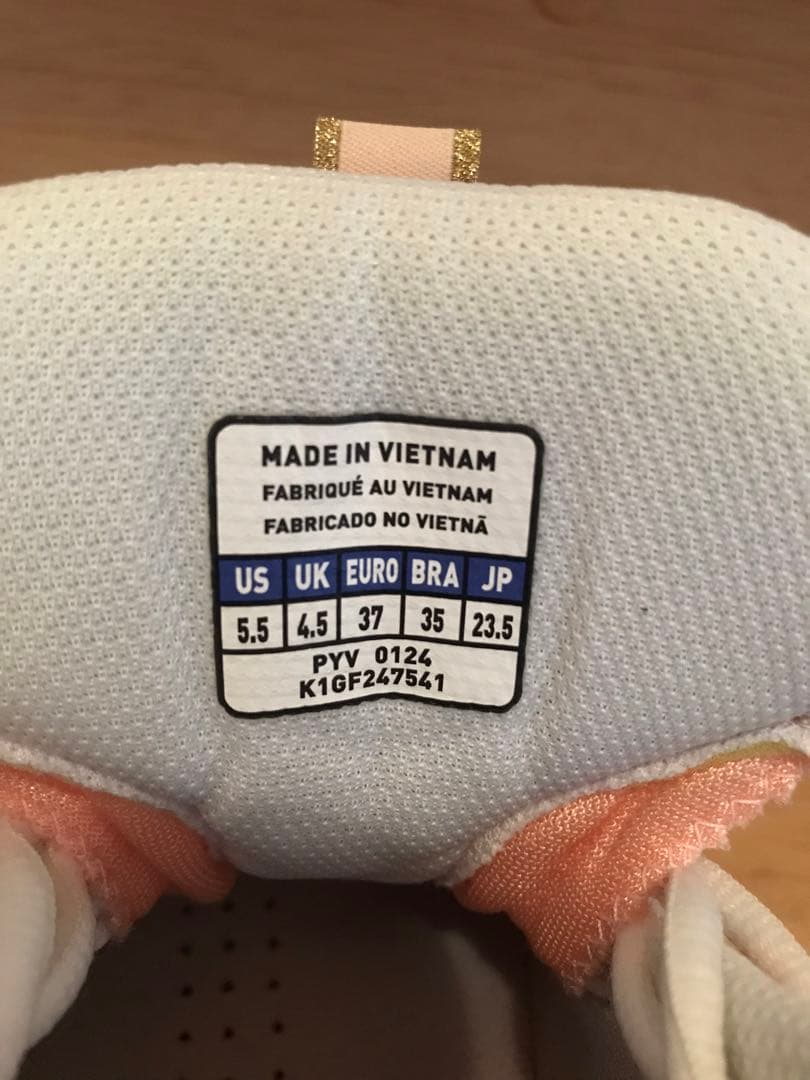 MADE IN VIETNAM
FABRIQUÉ AU VIETNAM
FABRICADO NO VIETNÃ
US UK EURO BRA JP
5.5 4.5 37 35 23.5
PYV 0124
K1GF247541